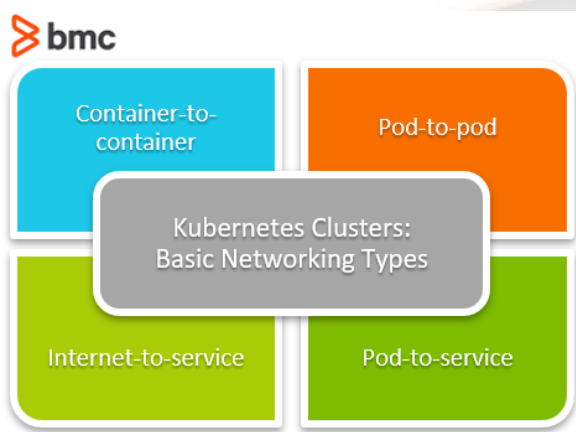 bmc
Container-to-
container
Pod-to-pod
Kubernetes Clusters:
Basic Networking Types
Internet-to-service
Pod-to-service